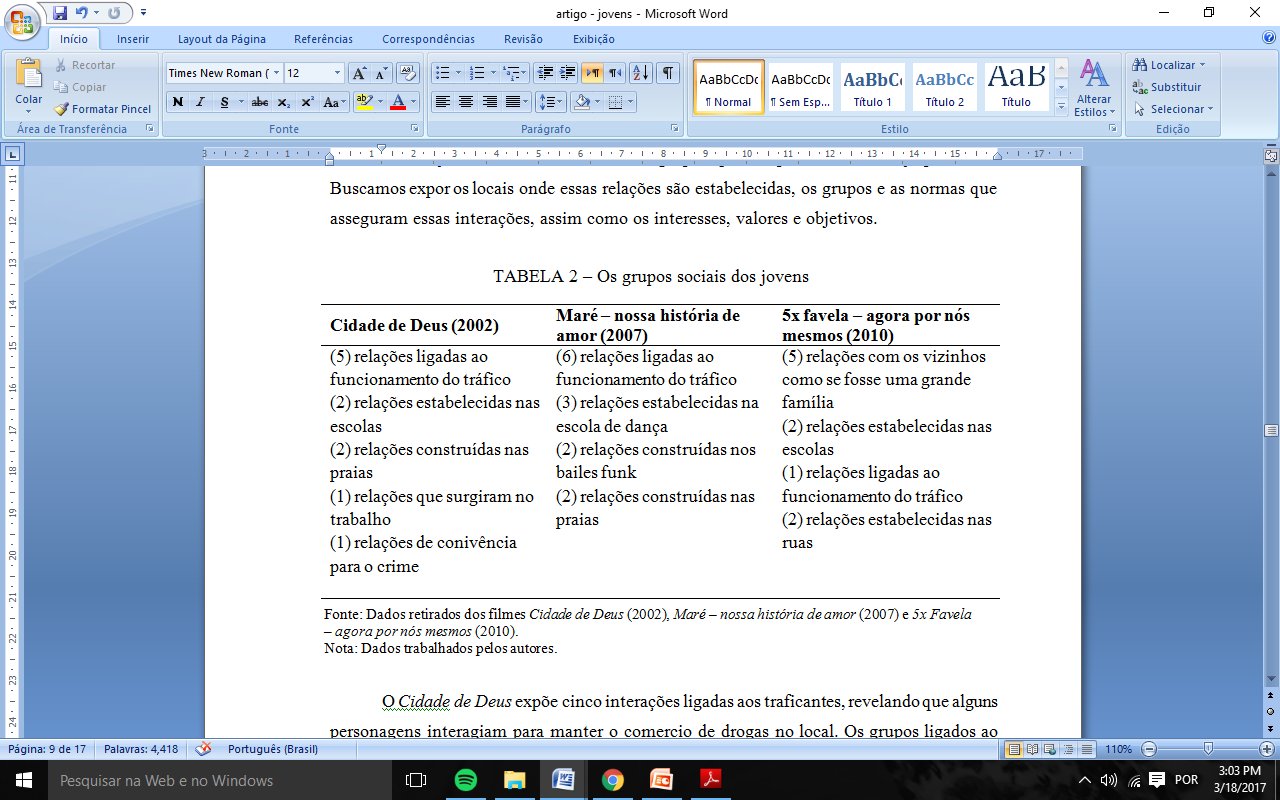 artigo - jovens - Microsoft Word
Início Inserir Layout da Página Referências Correspondências Revisão Exibição
Colar
Recortar
Copiar
Formatar Pincel
Área de Transferência
Times New Roman ( 12
N I S abc x₂ x² Aa
Fonte
Parágrafo
AaBbCcDc AaBbCcDc AaBbC AaBbCc AaB
¶ Normal ¶ Sem Esp... Título 1 Título 2 Título
Alterar Estilos
Estilo
Localizar
Substituir
Selecionar
Edição
Buscamos expor os locais onde essas relações são estabelecidas, os grupos e as normas que
asseguram essas interações, assim como os interesses, valores e objetivos.
TABELA 2 – Os grupos sociais dos jovens
Cidade de Deus (2002)
Maré – nossa história de
amor (2007)
5x favela – agora por nós
mesmos (2010)
(5) relações ligadas ao
funcionamento do tráfico
(2) relações estabelecidas nas
escolas
(2) relações construídas nas
praias
(1) relações que surgiram no
trabalho
(1) relações de conivência
para o crime
(6) relações ligadas ao
funcionamento do tráfico
(3) relações estabelecidas na
escola de dança
(2) relações construídas nos
bailes funk
(2) relações construídas nas
praias
(5) relações com os vizinhos
como se fosse uma grande
família
(2) relações estabelecidas nas
escolas
(1) relações ligadas ao
funcionamento do tráfico
(2) relações estabelecidas nas
ruas
Fonte: Dados retirados dos filmes Cidade de Deus (2002), Maré – nossa história de amor (2007) e 5x Favela
– agora por nós mesmos (2010).
Nota: Dados trabalhados pelos autores.
O Cidade de Deus expõe cinco interações ligadas aos traficantes, revelando que alguns
personagens interagiam para manter o comercio de drogas no local. Os grupos ligados ao
Página: 9 de 17 Palavras: 4,418 Português (Brasil) 110%
Pesquisar na Web e no Windows
POR
3:03 PM
3/18/2017